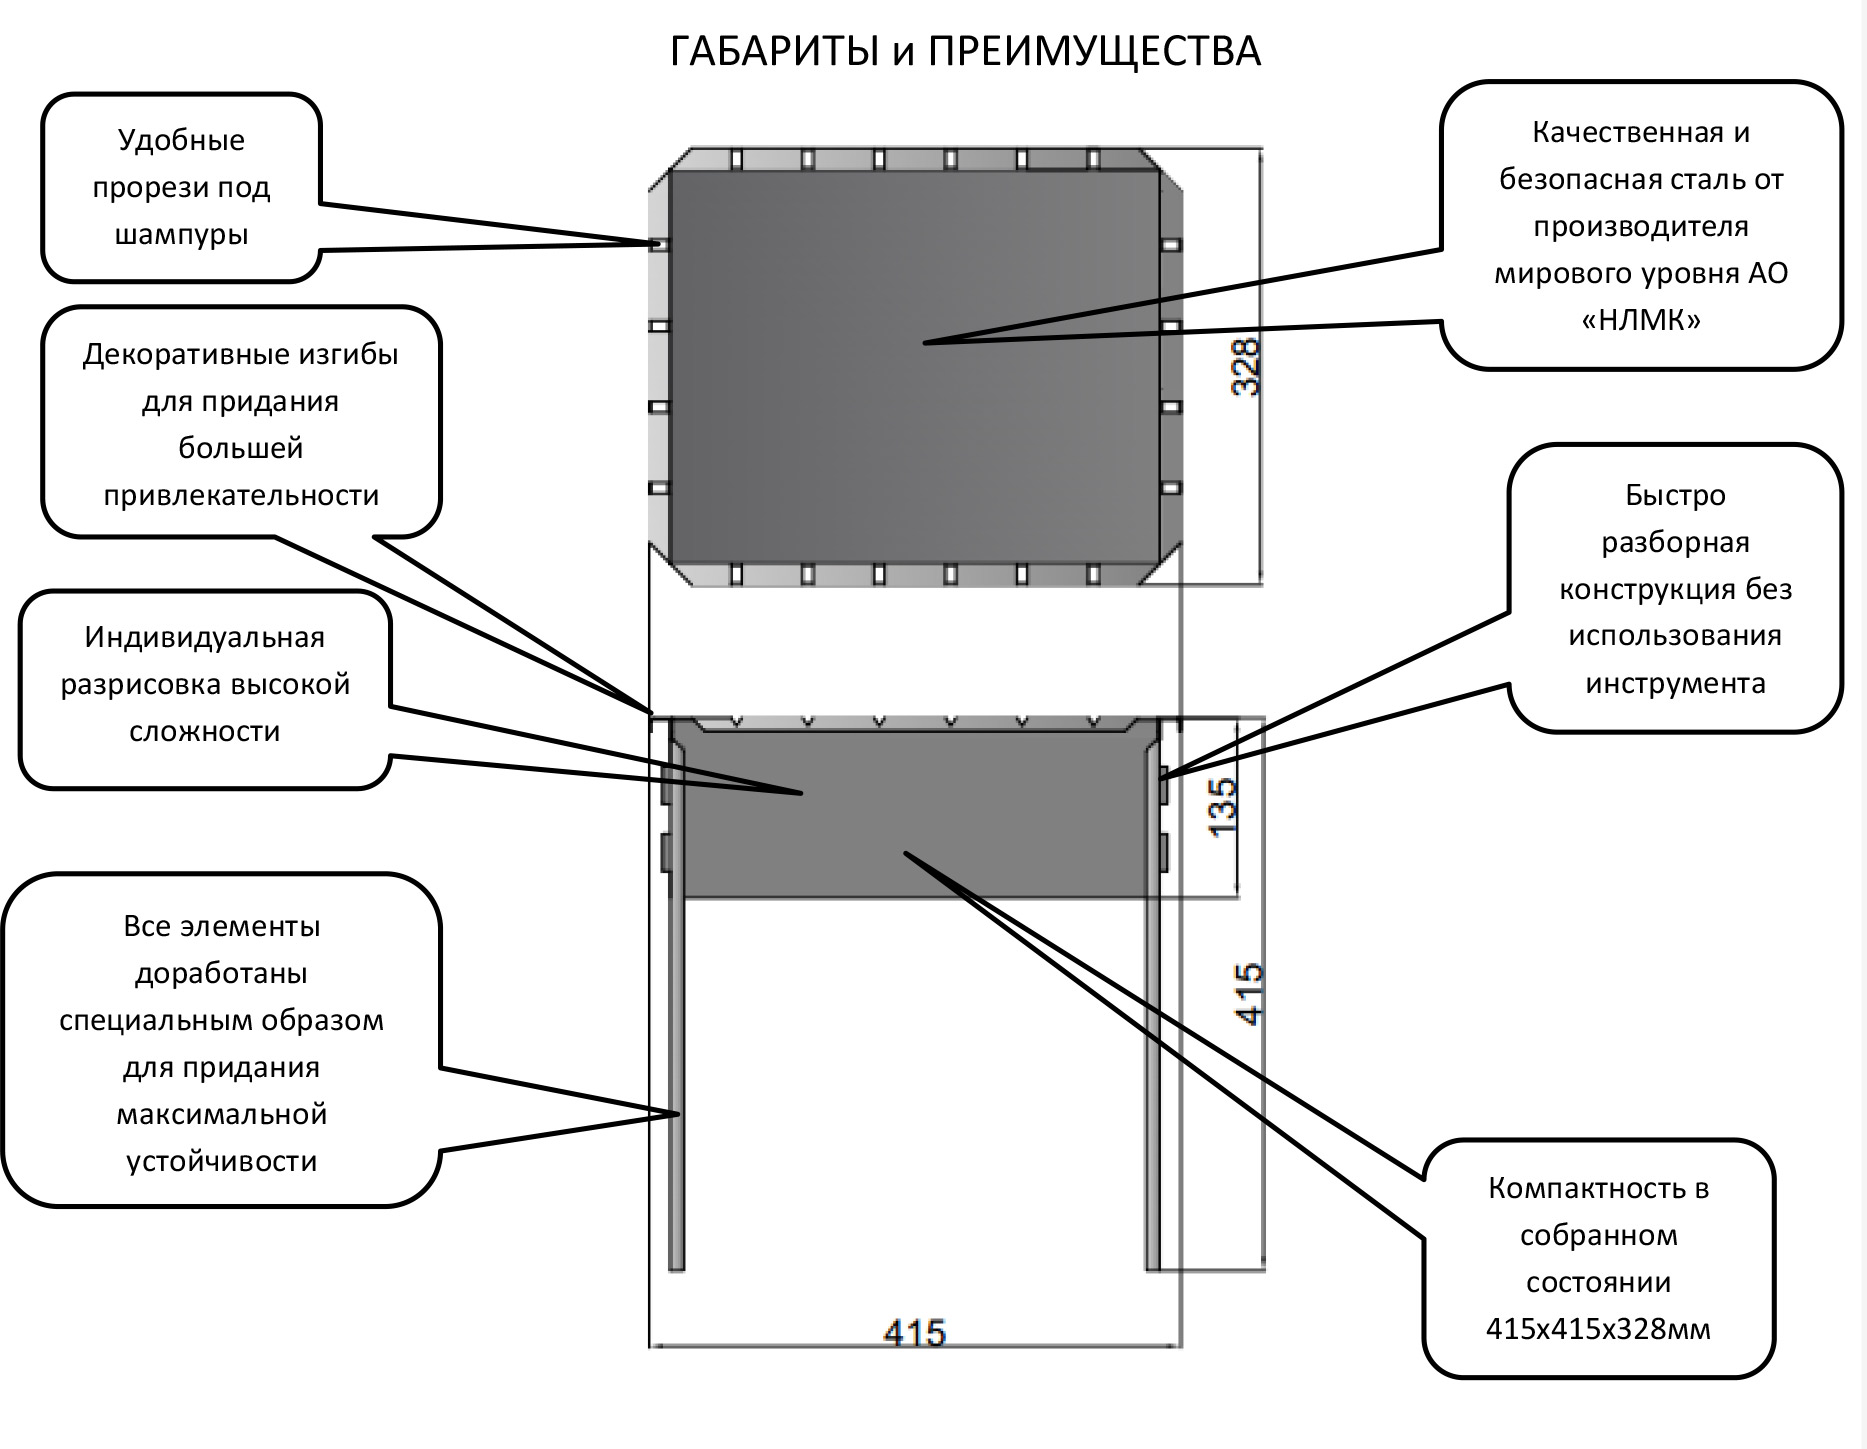 ГАБАРИТЫ и ПРЕИМУЩЕСТВА
Удобные
прорези под
шампуры
Качественная и
безопасная сталь от
производителя
мирового уровня АО
«НЛМК»
Декоративные изгибы
для придания
большей
привлекательности
328
Быстро
разборная
конструкция без
использования
инструмента
Индивидуальная
разрисовка высокой
сложности
135
Все элементы
доработаны
специальным образом
для придания
максимальной
устойчивости
415
Компактность в
собранном
состоянии
415х415х328мм
415